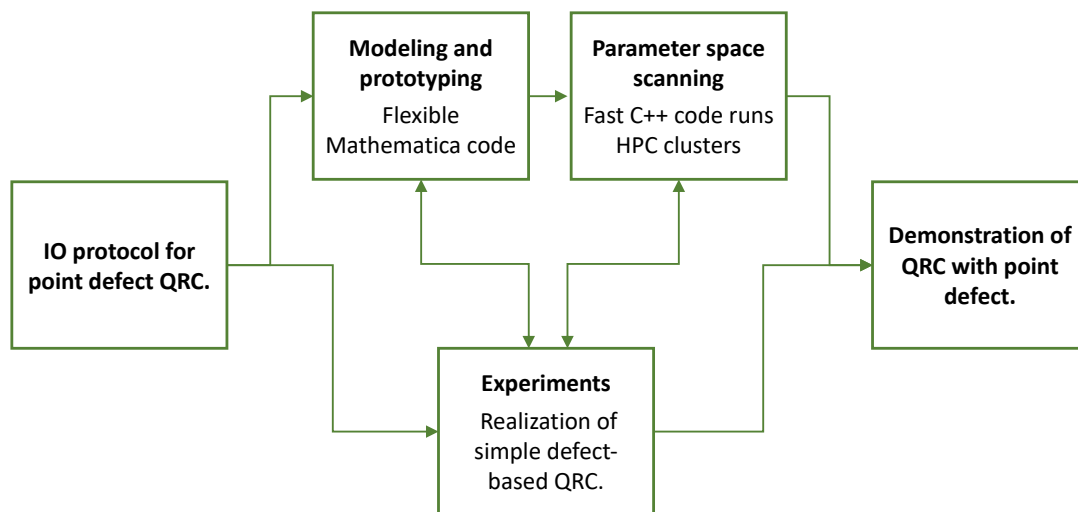 Modeling and
prototyping
Flexible
Mathematica code
Parameter space
scanning
Fast C++ code runs
HPC clusters
IO protocol for
point defect QRC.
Demonstration of
QRC with point
defect.
Experiments
Realization of
simple defect-
based QRC.